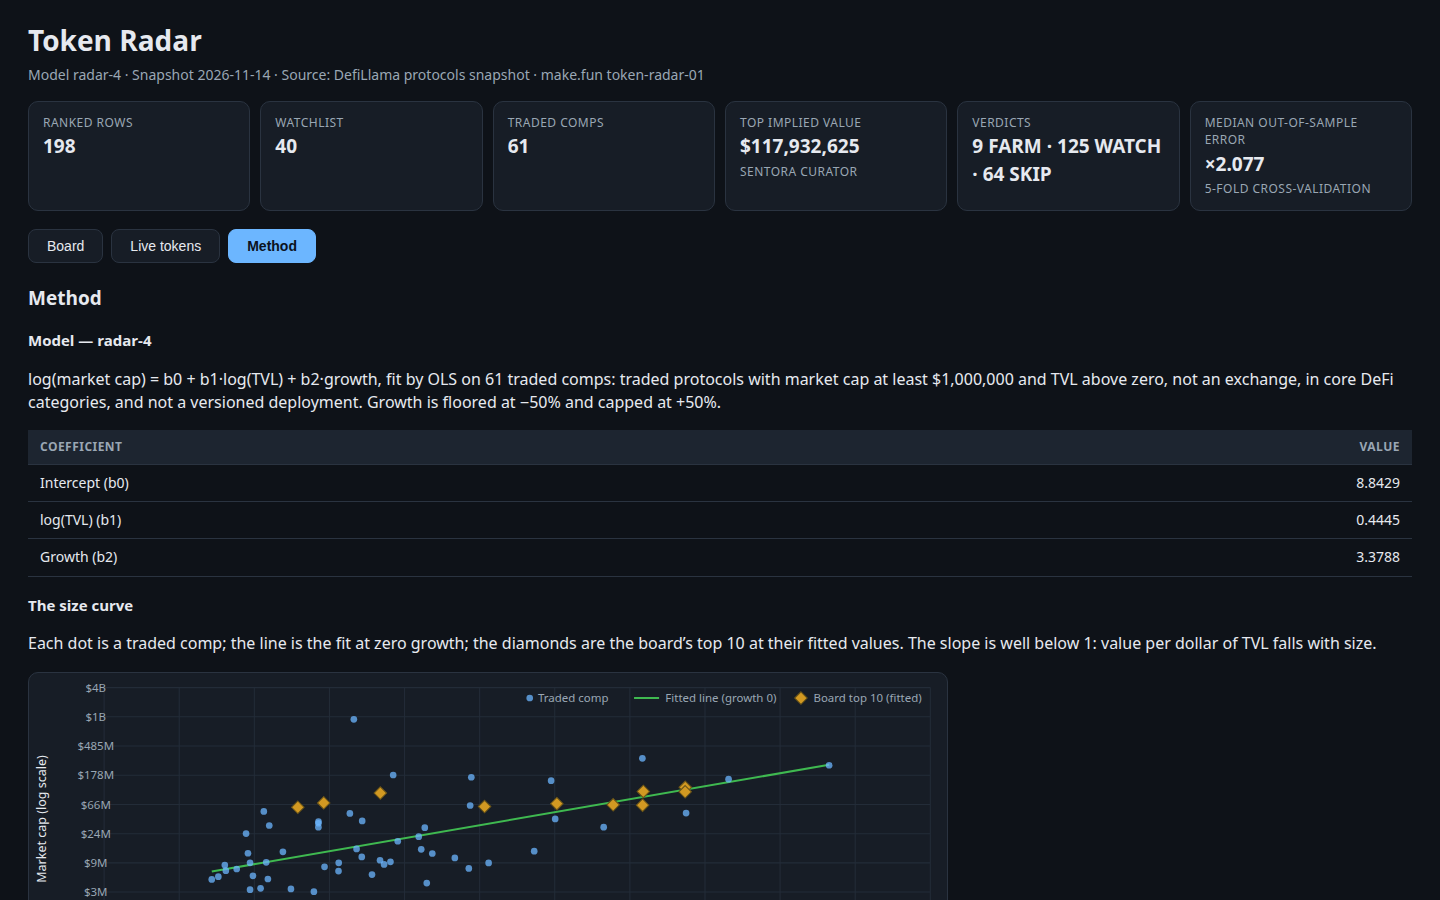 Token Radar
Model radar-4 · Snapshot 2026-11-14 · Source: DefiLlama protocols snapshot · make.fun token-radar-01
RANKED ROWS
198
WATCHLIST
40
TRADED COMPS
61
TOP IMPLIED VALUE
$117,932,625
SENTORA CURATOR
VERDICTS
9 FARM · 125 WATCH
· 64 SKIP
MEDIAN OUT-OF-SAMPLE
ERROR
×2.077
5-FOLD CROSS-VALIDATION
Board
Live tokens
Method
Method
Model — radar-4
log(market cap) = b0 + b1·log(TVL) + b2·growth, fit by OLS on 61 traded comps: traded protocols with market cap at least $1,000,000 and TVL above zero, not an exchange, in core DeFi
categories, and not a versioned deployment. Growth is floored at −50% and capped at +50%.
COEFFICIENT VALUE
Intercept (b0) 8.8429
log(TVL) (b1) 0.4445
Growth (b2) 3.3788
The size curve
Each dot is a traded comp; the line is the fit at zero growth; the diamonds are the board’s top 10 at their fitted values. The slope is well below 1: value per dollar of TVL falls with size.
Traded comp
Fitted line (growth 0)
Board top 10 (fitted)
Market cap (log scale)
$4B
$1B
$485M
$178M
$66M
$24M
$9M
$3M